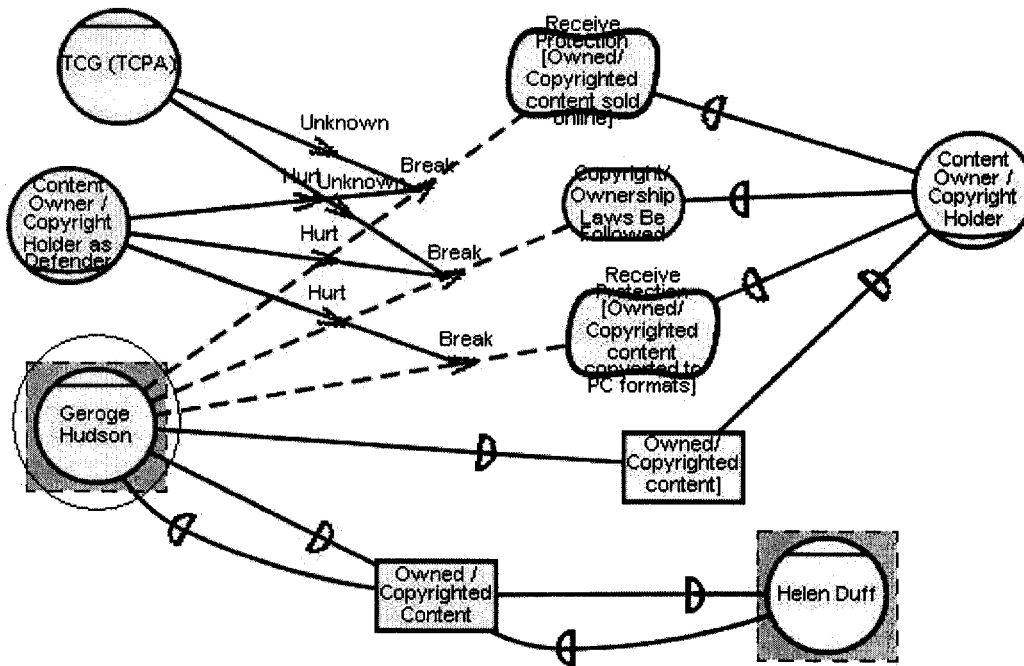 TCG (TCPA)
Receive
Protection
[Owned/
Copyrighted
content sold
online]
Unknown
Break
Hurt
Unknown
Content
Owner /
Copyright
Holder as
Defender
Copyright/
Ownership
Laws Be
Followed
Content
Owner /
Copyright
Holder
Hurt
Break
Hurt
Receive
Protection
[Owned/
Copyrighted
content
converted to
PC formats]
Break
Geroge
Hudson
Owned/
Copyrighted
content]
Owned /
Copyrighted
Content
Helen Duff